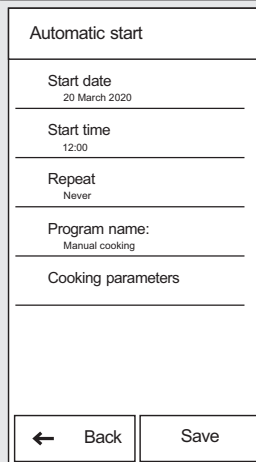 Automatic start
Start date
20 March 2020
Start time
12:00
Repeat
Never
Program name:
Manual cooking
Cooking parameters
Back
Save